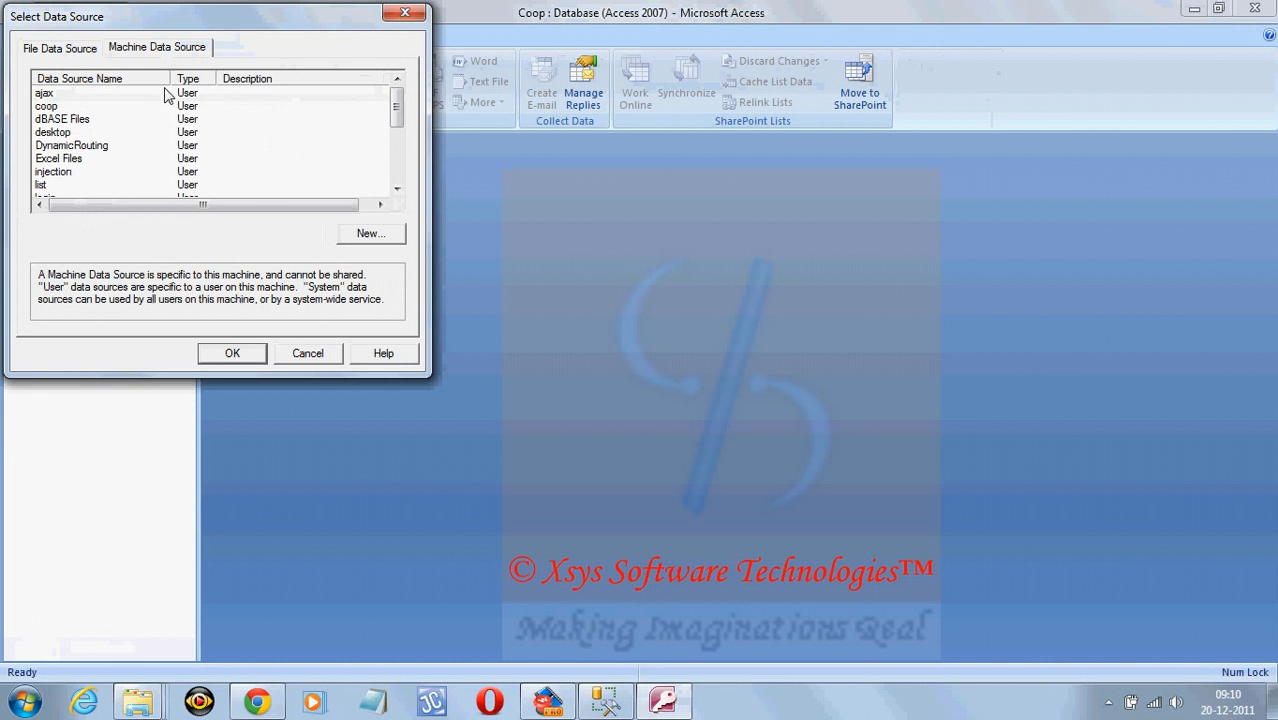 Select Data Source
Coop : Database (Access 2007) - Microsoft Access
File Data Source
Machine Data Source
Data Source Name Type Description
ajax User
coop User
dBASE Files User
desktop User
DynamicRouting User
Excel Files User
injection User
list User
New...
A Machine Data Source is specific to this machine, and cannot be shared.
"User" data sources are specific to a user on this machine. "System" data
sources can be used by all users on this machine, or by a system-wide service.
OK Cancel Help
Word
Text File
More
Create
E-mail
Manage
Replies
Collect Data
Work
Online
Synchronize
Discard Changes
Cache List Data
Relink Lists
Move to
SharePoint
SharePoint Lists
© Xsys Software Technologies™
Making Imaginations Real
Ready
Num Lock
JC
09:10
20-12-2011